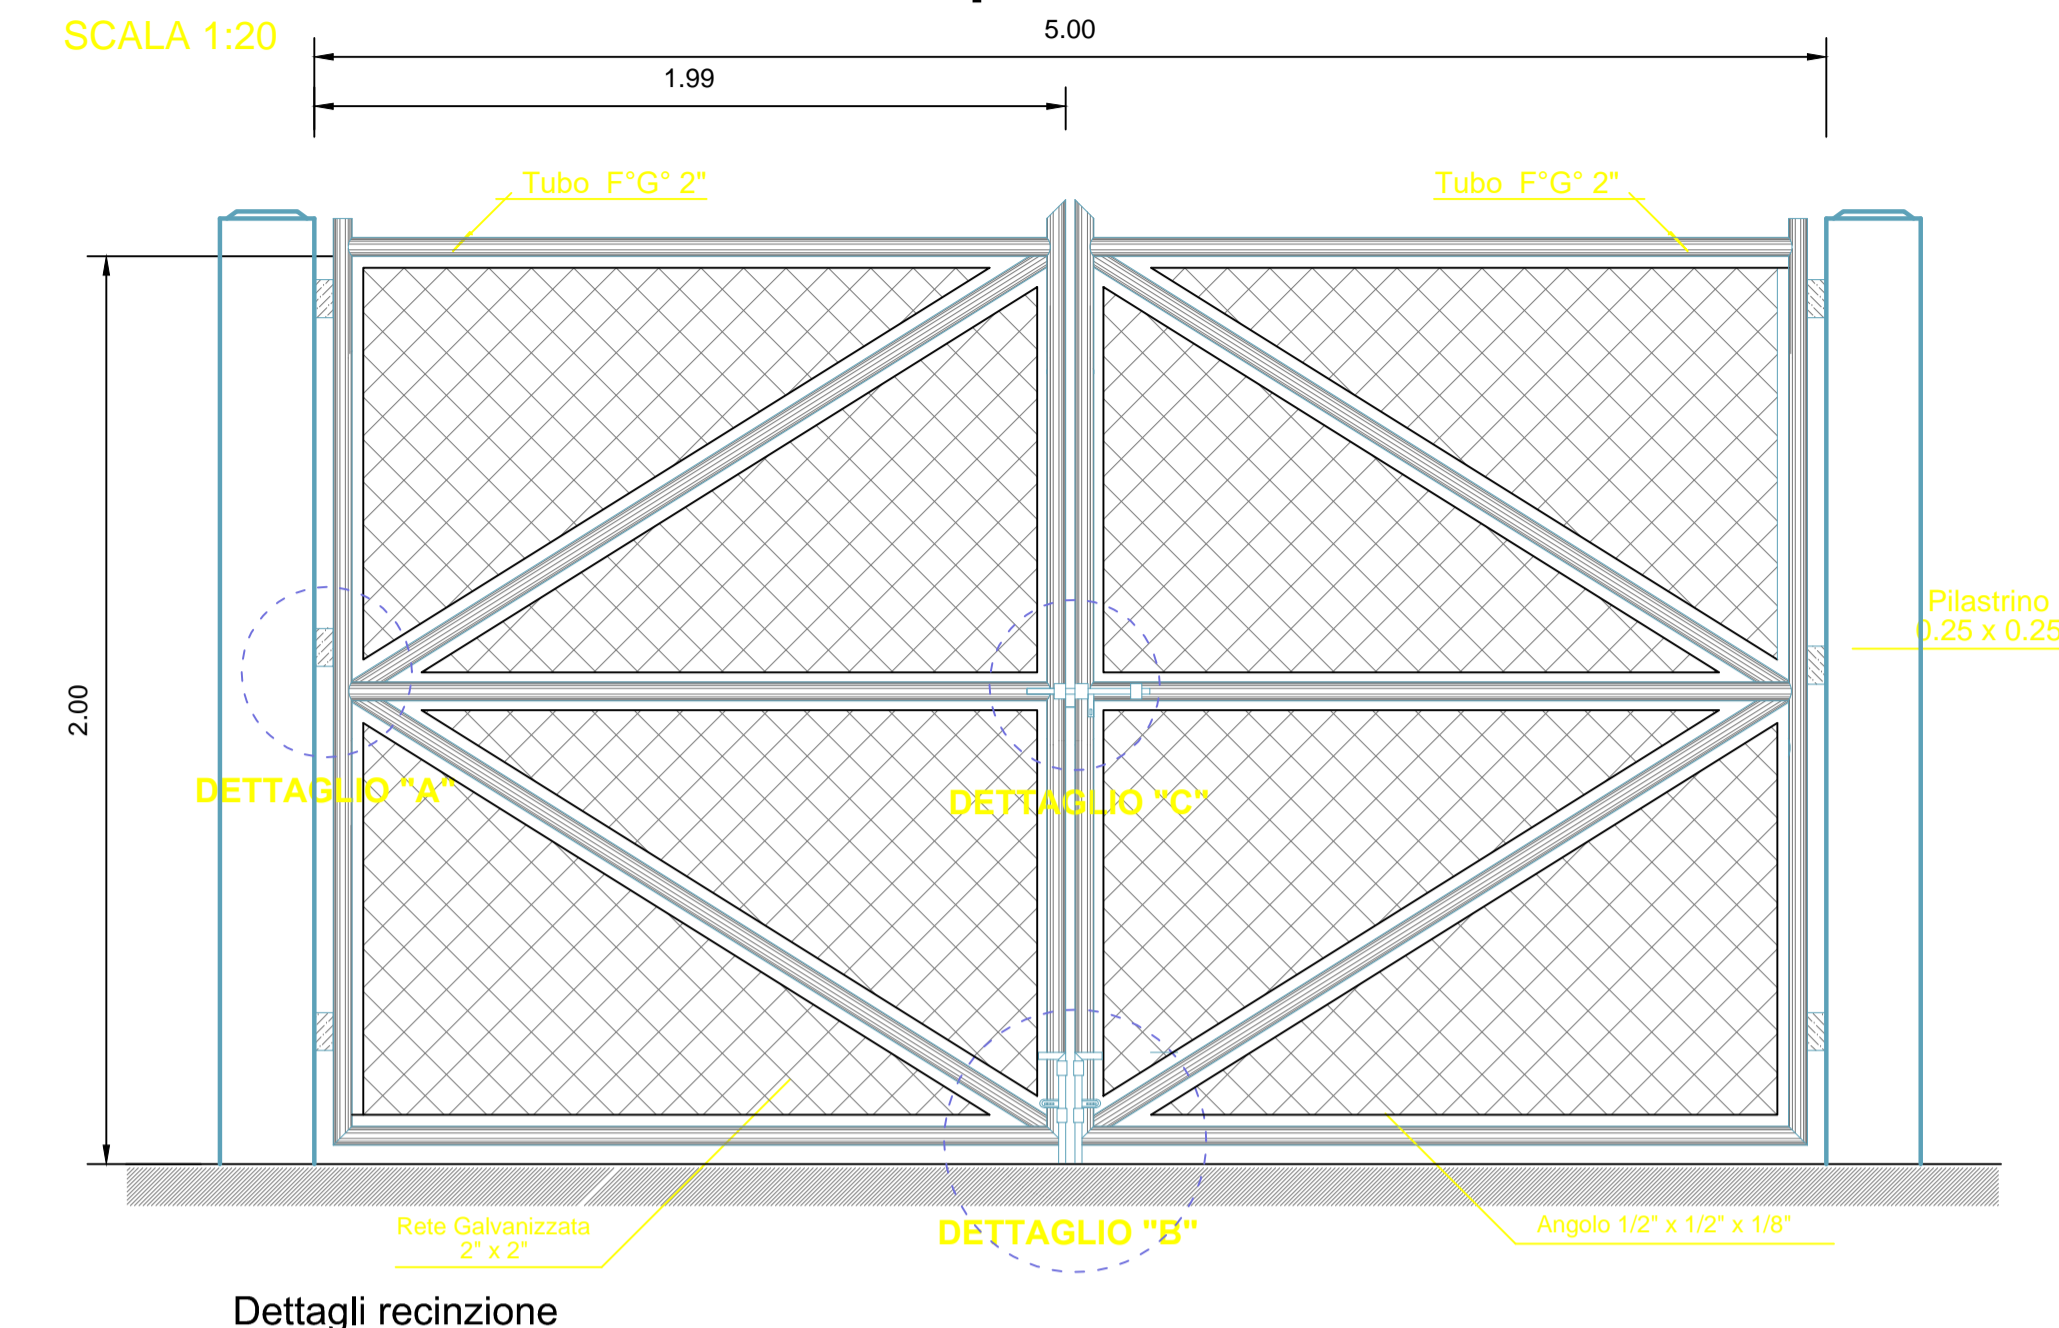 SCALA 1:20
5.00
1.99
Tubo F°G° 2"
Tubo F°G° 2"
Pilastrino
0.25 x 0.25
2.00
DETTAGLIO "A"
DETTAGLIO "C"
Rete Galvanizzata
2" x 2"
DETTAGLIO "B"
Angolo 1/2" x 1/2" x 1/8"
Dettagli recinzione